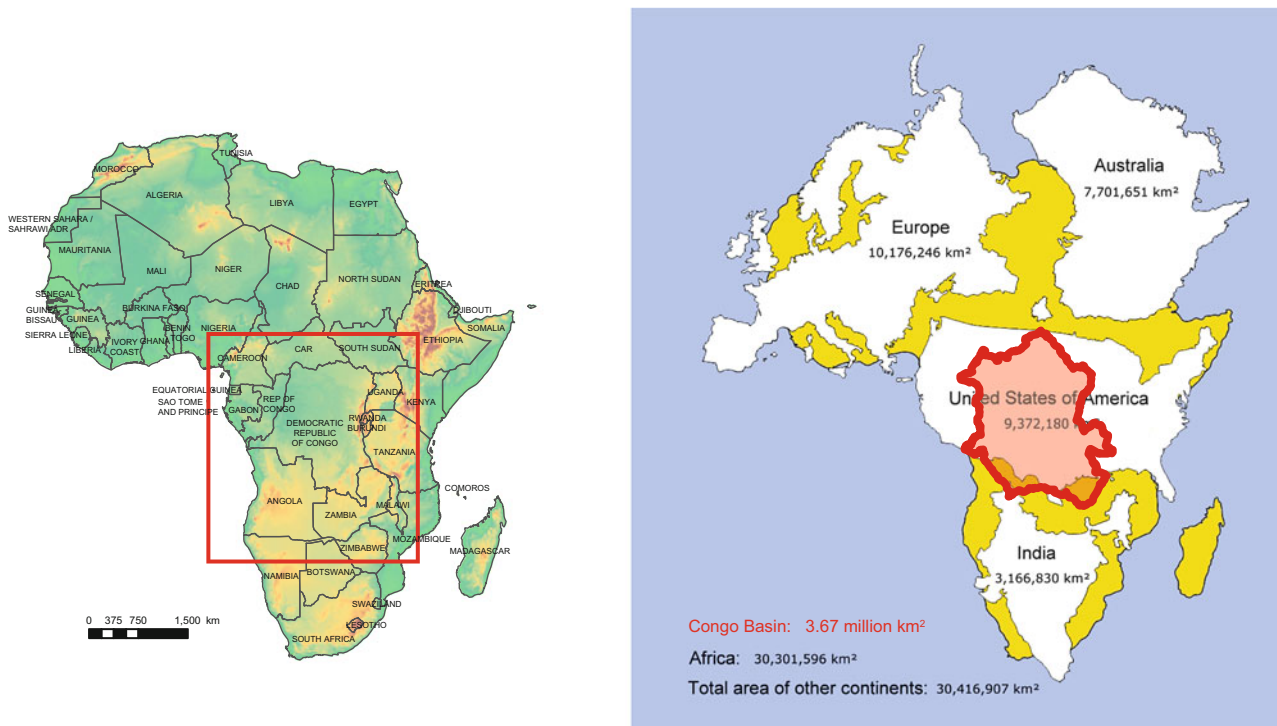 TUNISIA
MOROCCO
ALGERIA
LIBYA
EGYPT
WESTERN SAHARA /
SAHRAWI ADR
MAURITANIA
MALI
NIGER
CHAD
NORTH SUDAN
ERITREA
SENEGAL
GUINEA
BISSAU
GUINEA
BURKINA FASO
DJIBOUTI
SOMALIA
SIERRA LEONE
LIBERIA
IVORY
COAST
GHANA
BENIN
TOGO
NIGERIA
ETHIOPIA
CAMEROON
CAR
SOUTH SUDAN
EQUATORIAL GUINEA
SAO TOME
AND PRINCIPE
GABON
REP OF
CONGO
UGANDA
KENYA
DEMOCRATIC
REPUBLIC
OF CONGO
RWANDA
BURUNDI
TANZANIA
COMOROS
ANGOLA
ZAMBIA
MALAWI
MOZAMBIQUE
ZIMBABWE
MADAGASCAR
NAMIBIA
BOTSWANA
SWAZILAND
LESOTHO
SOUTH AFRICA
0 375 750 1,500 km
Australia
7,701,651 km²
Europe
10,176,246 km²
United States of America
9,372,180
India
3,166,830 km²
Congo Basin: 3.67 million km²
Africa: 30,301,596 km²
Total area of other continents: 30,416,907 km²